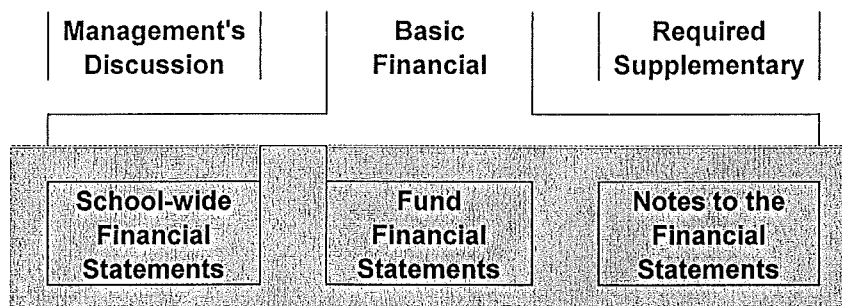 Management's
Discussion
Basic
Financial
Required
Supplementary
School-wide
Financial
Statements
Fund
Financial
Statements
Notes to the
Financial
Statements